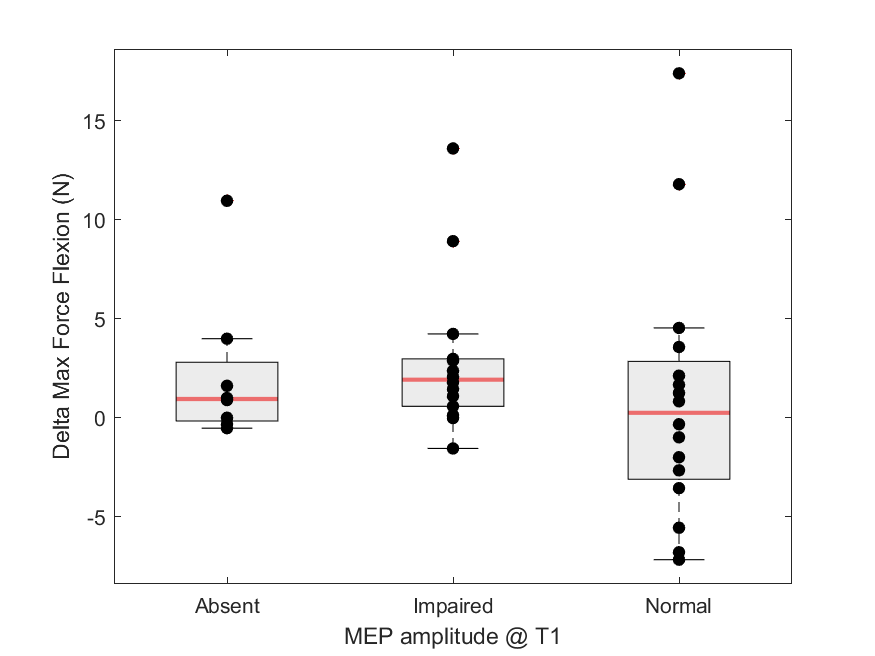 15
10
5
0
-5
Delta Max Force Flexion (N)
Absent
Impaired
Normal
MEP amplitude @ T1